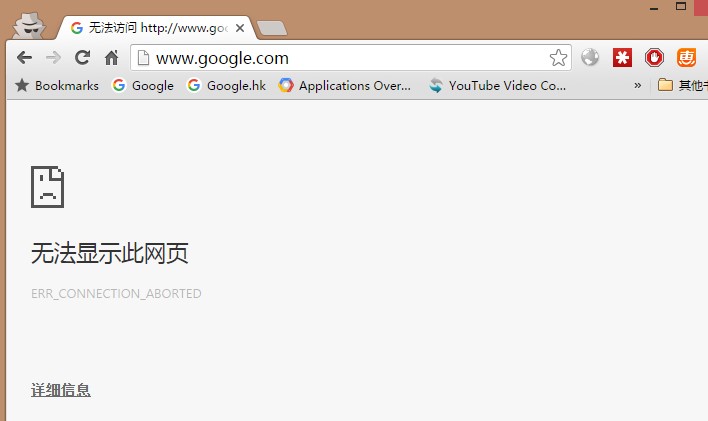 无法访问 http://www.goo
www.google.com
Bookmarks Google Google.hk Applications Over... YouTube Video Co... » 其他书
惠
无法显示此网页
ERR_CONNECTION_ABORTED
详细信息